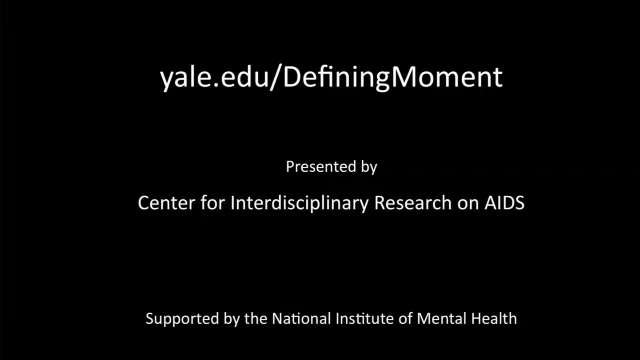 yale.edu/DefiningMoment
Presented by
Center for Interdisciplinary Research on AIDS
Supported by the National Institute of Mental Health